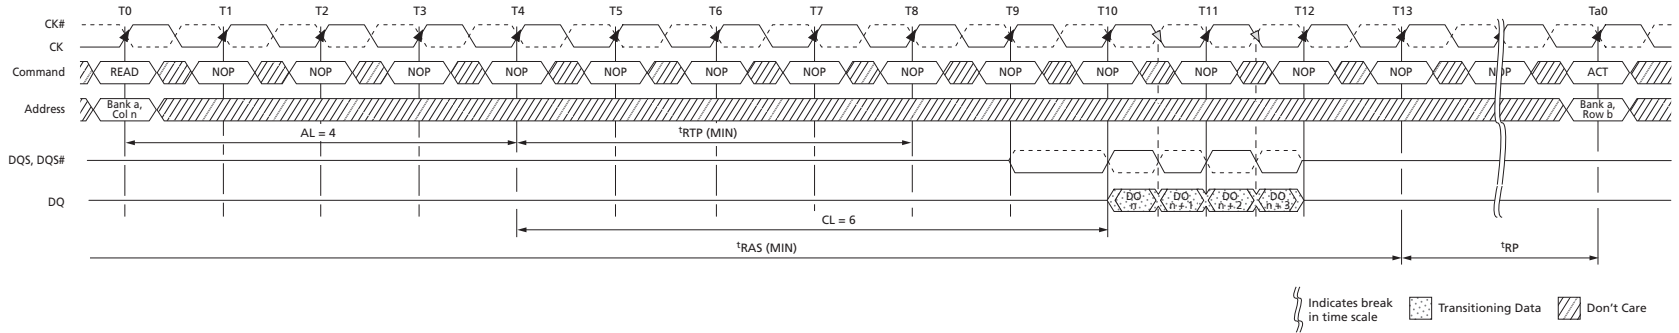 T0 T1 T2 T3 T4 T5 T6 T7 T8 T9 T10 T11 T12 T13 Ta0
CK#
CK
Command READ NOP NOP NOP NOP NOP NOP NOP NOP NOP NOP NOP NOP NOP NOP ACT
Address Bank a, Col n Bank a, Row b
AL = 4 tRTP (MIN)
DQS, DQS#
DQ DO n DO n + 1 DO n + 2 DO n + 3
CL = 6
tRAS (MIN) tRP
Indicates break in time scale Transitioning Data Don't Care